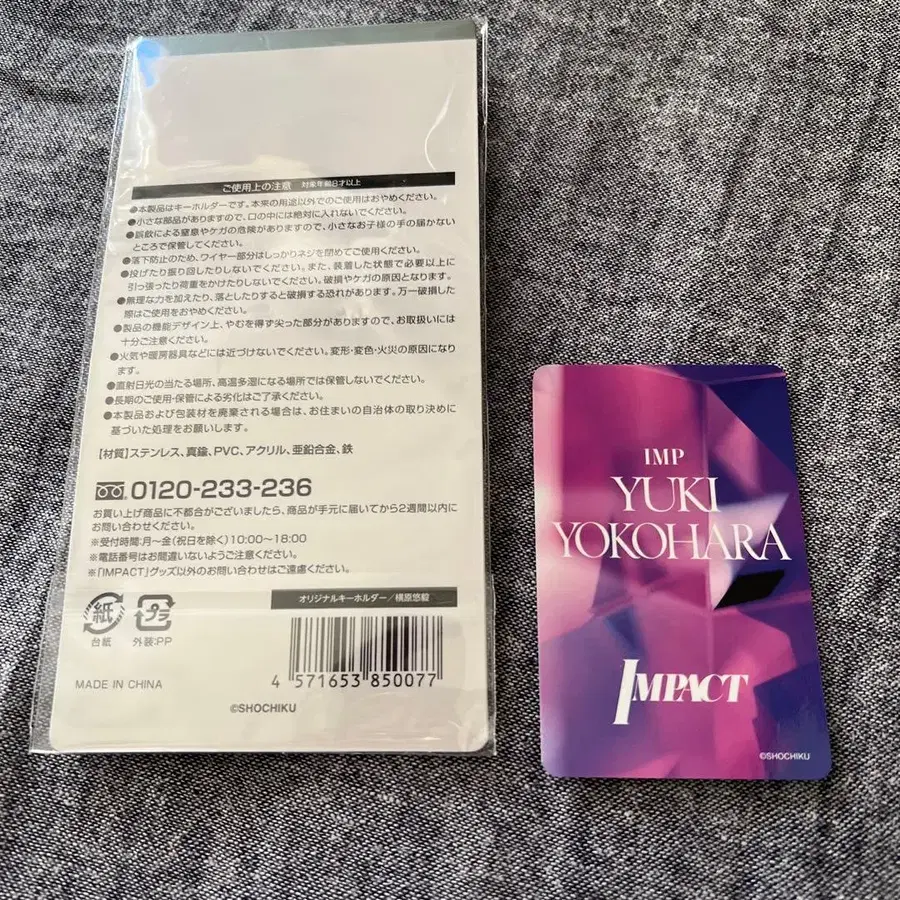 ご使用上の注意 対象年齢8才以上
●本製品はキーホルダーです。本来の用途以外でのご使用はおやめください。
●小さな部品がありますので、口の中には絶対に入れないでください。
●誤飲による窒息やケガの危険がありますので、小さなお子様の手の届かない
ところで保管してください。
●落下防止のため、ワイヤー部分はしっかりネジを閉めてご使用ください。
●投げたり振り回したりしないでください。また、装着した状態で必要以上に
引っ張ったり荷重をかけたりしないでください。破損やケガの原因となります。
●無理な力を加えたり、落としたりすると破損する恐れがあります。万一破損した
際はご使用をおやめください。
●製品の機能デザイン上、やむを得ず尖った部分がありますので、お取扱いには
十分ご注意ください。
●火気や暖房器具などには近づけないでください。変形・変色・火災の原因になり
ます。
●直射日光の当たる場所、高温多湿になる場所では保管しないでください。
●長期のご使用・保管による劣化はご了承ください。
●本製品および包装材を廃棄される場合は、お住まいの自治体の取り決めに
基づいた処理をお願いします。
【材質】ステンレス、真鍮、PVC、アクリル、亜鉛合金、鉄
0120-233-236
お買い上げ商品に不都合がございましたら、商品が手元に届いてから2週間以内に
お問い合わせください。
※受付時間:月〜金(祝日を除く)10:00〜18:00
※電話番号はお間違いないようご注意ください。
※「IMPACT」グッズ以外のお問い合わせはご遠慮ください。
オリジナルキーホルダー/横原悠毅
紙
台紙
プラ
外装:PP
MADE IN CHINA
4 571653 850077
©SHOCHIKU
IMP
YUKI
YOKOHARA
IMPACT
©SHOCHIKU